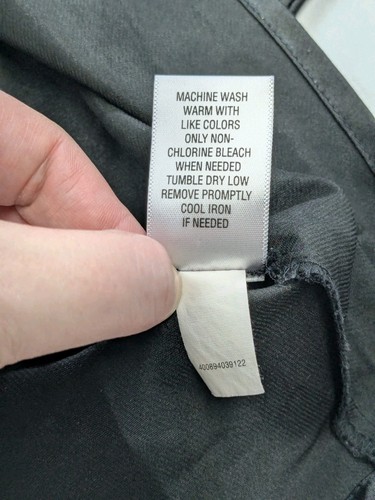 MACHINE WASH
WARM WITH
LIKE COLORS
ONLY NON-
CHLORINE BLEACH
WHEN NEEDED
TUMBLE DRY LOW
REMOVE PROMPTLY
COOL IRON
IF NEEDED
400894039122